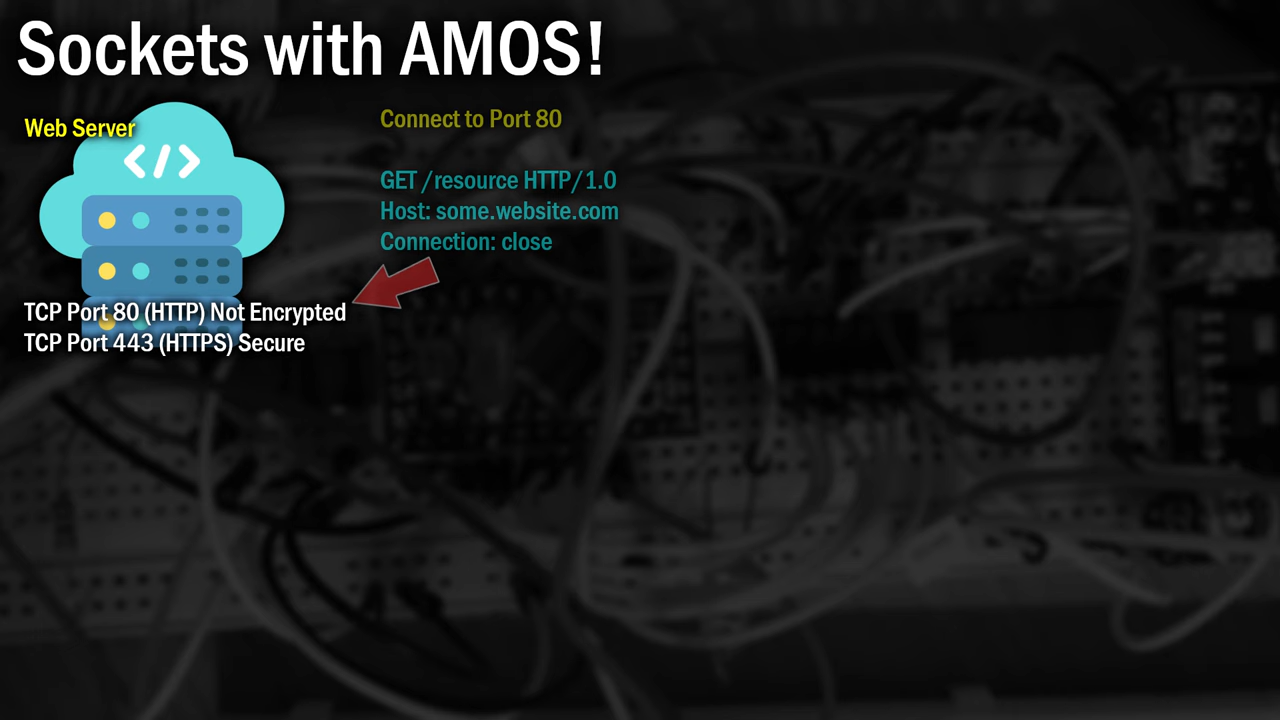 Sockets with AMOS!
Web Server
</>
TCP Port 80 (HTTP) Not Encrypted
TCP Port 443 (HTTPS) Secure
Connect to Port 80
GET /resource HTTP/1.0
Host: some.website.com
Connection: close